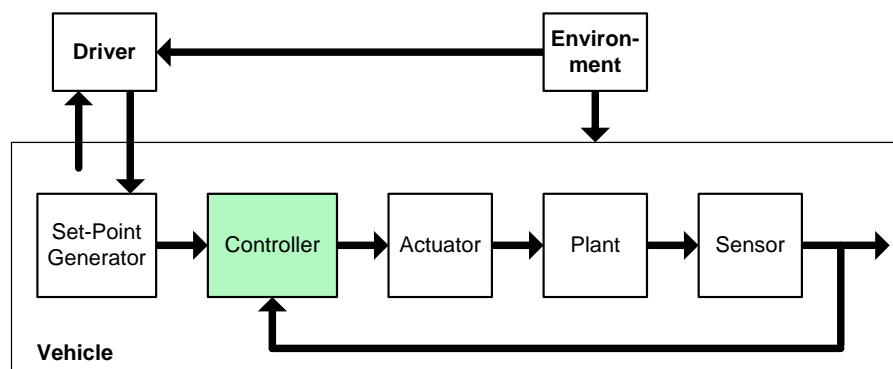 Driver
Environ-
ment
Set-Point
Generator
Controller
Actuator
Plant
Sensor
Vehicle